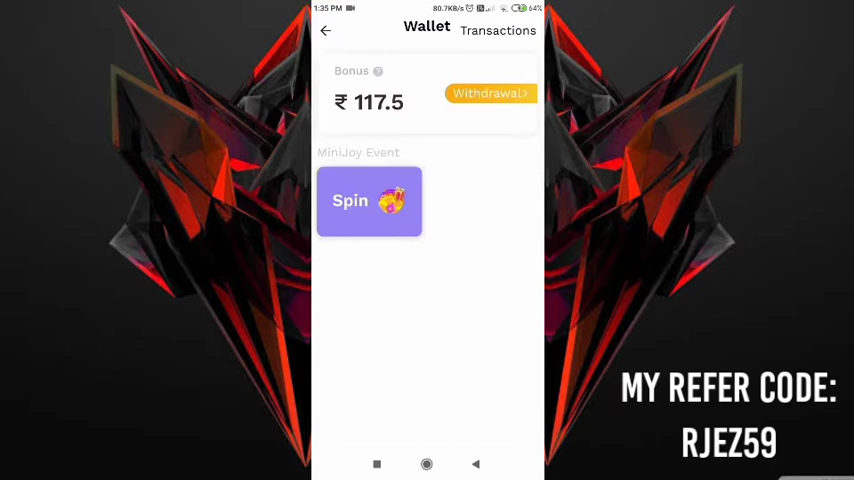 1:35 PM 80.7KB/s 64%
Wallet Transactions
Bonus ?
₹ 117.5 Withdrawal>
MiniJoy Event
Spin
MY REFER CODE:
RJEZ59